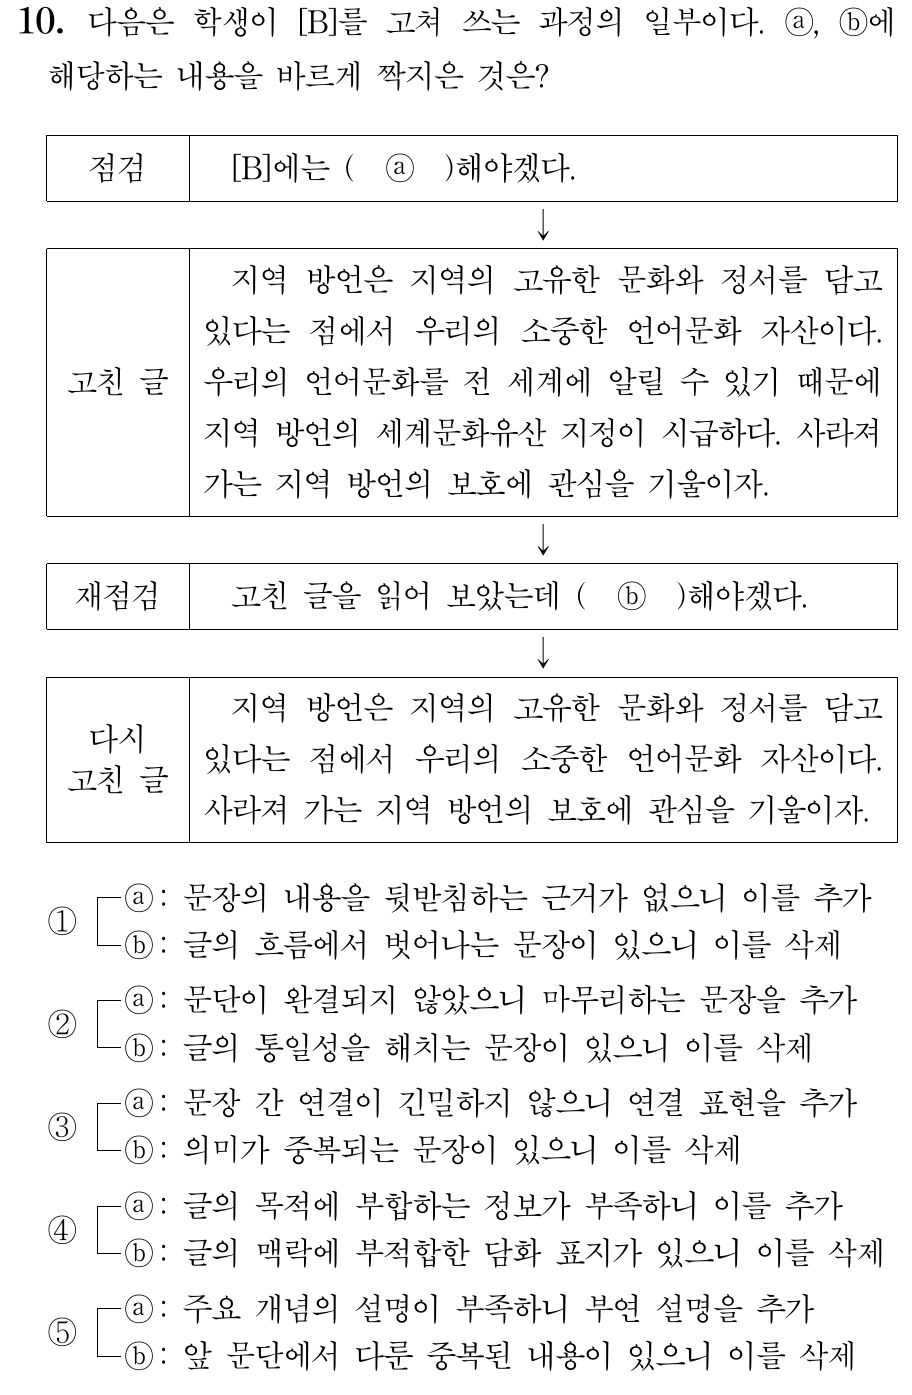 10. 다음은 학생이 [B]를 고쳐 쓰는 과정의 일부이다. ⓐ, ⓑ에
해당하는 내용을 바르게 짝지은 것은?
점검
[B]에는 ( ⓐ )해야겠다.
↓
고친 글
지역 방언은 지역의 고유한 문화와 정서를 담고
있다는 점에서 우리의 소중한 언어문화 자산이다.
우리의 언어문화를 전 세계에 알릴 수 있기 때문에
지역 방언의 세계문화유산 지정이 시급하다. 사라져
가는 지역 방언의 보호에 관심을 기울이자.
↓
재점검
고친 글을 읽어 보았는데 ( ⓑ )해야겠다.
↓
다시
고친 글
지역 방언은 지역의 고유한 문화와 정서를 담고
있다는 점에서 우리의 소중한 언어문화 자산이다.
사라져 가는 지역 방언의 보호에 관심을 기울이자.
①
ⓐ: 문장의 내용을 뒷받침하는 근거가 없으니 이를 추가
ⓑ: 글의 흐름에서 벗어나는 문장이 있으니 이를 삭제
②
ⓐ: 문단이 완결되지 않았으니 마무리하는 문장을 추가
ⓑ: 글의 통일성을 해치는 문장이 있으니 이를 삭제
③
ⓐ: 문장 간 연결이 긴밀하지 않으니 연결 표현을 추가
ⓑ: 의미가 중복되는 문장이 있으니 이를 삭제
④
ⓐ: 글의 목적에 부합하는 정보가 부족하니 이를 추가
ⓑ: 글의 맥락에 부적합한 담화 표지가 있으니 이를 삭제
⑤
ⓐ: 주요 개념의 설명이 부족하니 부연 설명을 추가
ⓑ: 앞 문단에서 다룬 중복된 내용이 있으니 이를 삭제